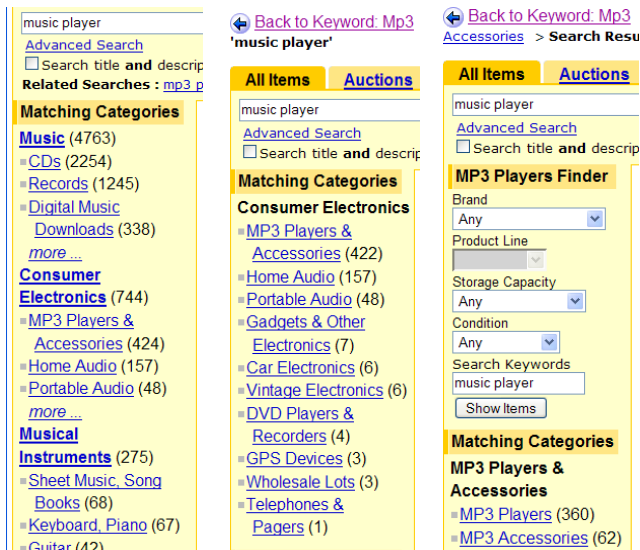 music player
Advanced Search
Search title and descrip
Related Searches : mp3 p
Matching Categories
Music (4763)
CDs (2254)
Records (1245)
Digital Music
Downloads (338)
more ...
Consumer
Electronics (744)
MP3 Players &
Accessories (424)
Home Audio (157)
Portable Audio (48)
more ...
Musical
Instruments (275)
Sheet Music, Song
Books (68)
Keyboard, Piano (67)
Guitar (42)
Back to Keyword: Mp3
'music player'
All Items Auctions
music player
Advanced Search
Search title and descrip
Matching Categories
Consumer Electronics
MP3 Players &
Accessories (422)
Home Audio (157)
Portable Audio (48)
Gadgets & Other
Electronics (7)
Car Electronics (6)
Vintage Electronics (6)
DVD Players &
Recorders (4)
GPS Devices (3)
Wholesale Lots (3)
Telephones &
Pagers (1)
Back to Keyword: Mp3
Accessories > Search Resu
All Items Auctions
music player
Advanced Search
Search title and descrip
MP3 Players Finder
Brand
Any
Product Line
Storage Capacity
Any
Condition
Any
Search Keywords
music player
Show Items
Matching Categories
MP3 Players &
Accessories
MP3 Players (360)
MP3 Accessories (62)